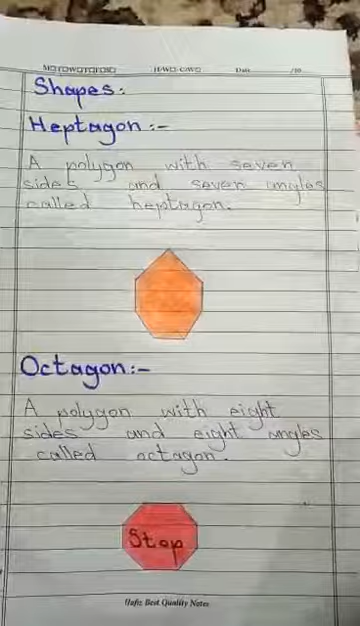 Shapes:
Heptagon:-
A polygon with seven
sides and seven angles
called heptagon.
Octagon:-
A polygon with eight
sides and eight angles
called octagon.
Stop
Hafiz Best Quality Notes